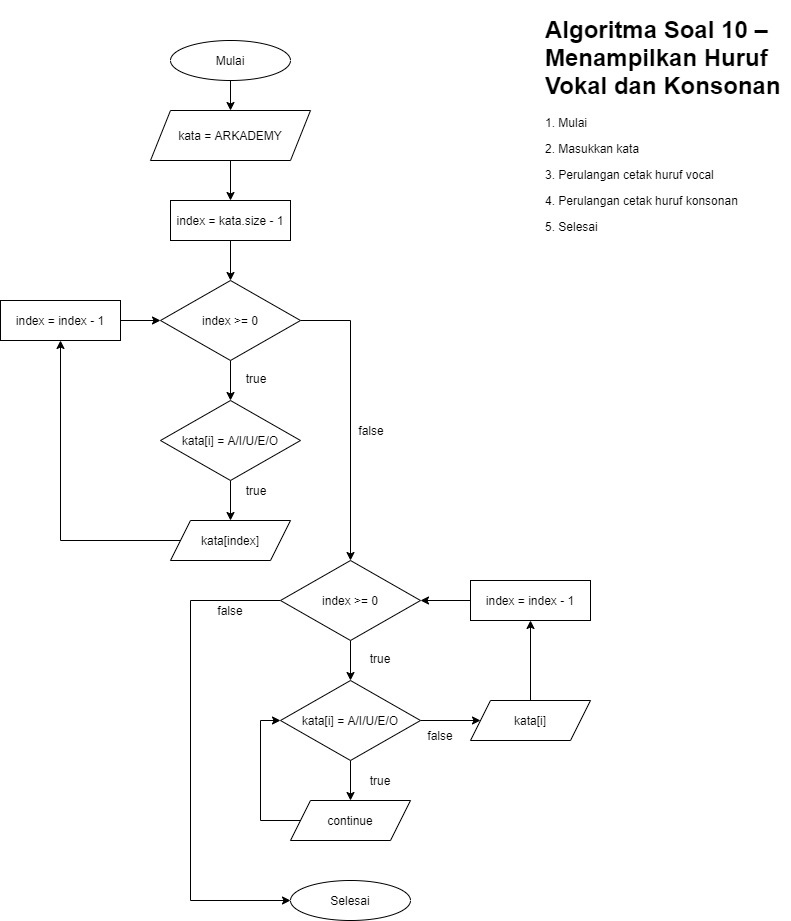 Algoritma Soal 10 –
Menampilkan Huruf
Vokal dan Konsonan
1. Mulai
2. Masukkan kata
3. Perulangan cetak huruf vocal
4. Perulangan cetak huruf konsonan
5. Selesai
Mulai
kata = ARKADEMY
index = kata.size - 1
index = index - 1
index >= 0
true
false
kata[i] = A/I/U/E/O
true
kata[index]
index >= 0
index = index - 1
false
true
kata[i] = A/I/U/E/O
false
kata[i]
true
continue
Selesai